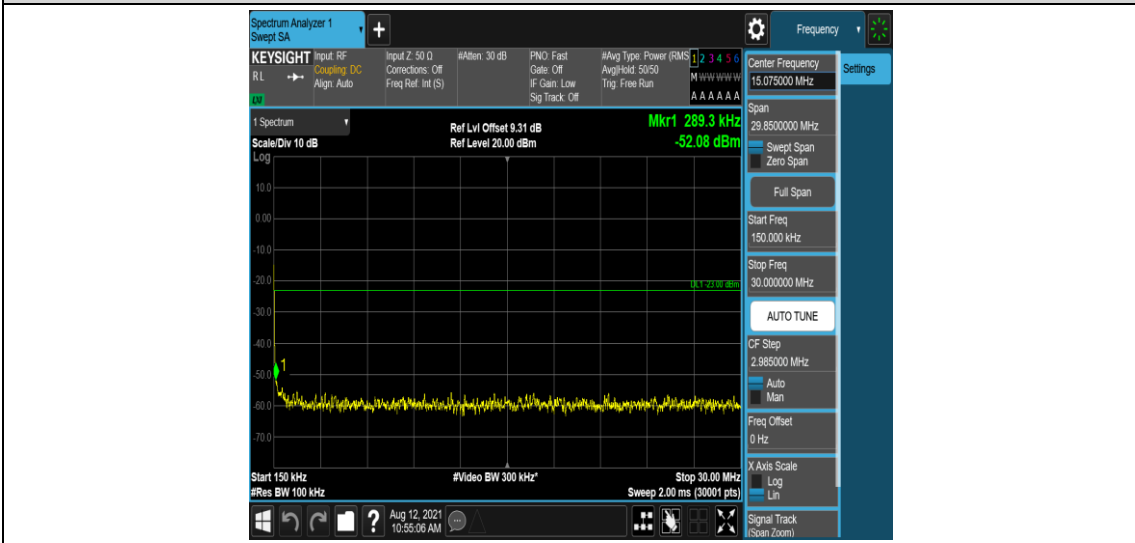 Spectrum Analyzer 1
Swept SA
+
Frequency
KEYSIGHT
Input: RF
Coupling: DC
Align: Auto
Input Z: 50 Ω
Corrections: Off
Freq Ref: Int (S)
#Atten: 30 dB
PNO: Fast
Gate: Off
IF Gain: Low
Sig Track: Off
#Avg Type: Power (RMS
Avg|Hold: 50/50
Trig: Free Run
1 2 3 4 5 6
M W W W W W
A A A A A A
R L
LXI
Center Frequency
15.075000 MHz
Settings
Span
29.8500000 MHz
Swept Span
Zero Span
Full Span
Start Freq
150.000 kHz
Stop Freq
30.000000 MHz
AUTO TUNE
CF Step
2.985000 MHz
Auto
Man
Freq Offset
0 Hz
X Axis Scale
Log
Lin
Signal Track
(Span Zoom)
1 Spectrum
Scale/Div 10 dB
Log
Ref Lvl Offset 9.31 dB
Ref Level 20.00 dBm
Mkr1 289.3 kHz
-52.08 dBm
10.0
0.00
-10.0
-20.0
DL1 -23.00 dBm
-30.0
-40.0
-50.0
1
-60.0
-70.0
Start 150 kHz
#Res BW 100 kHz
#Video BW 300 kHz*
Stop 30.00 MHz
Sweep 2.00 ms (30001 pts)
?
Aug 12, 2021
10:55:06 AM